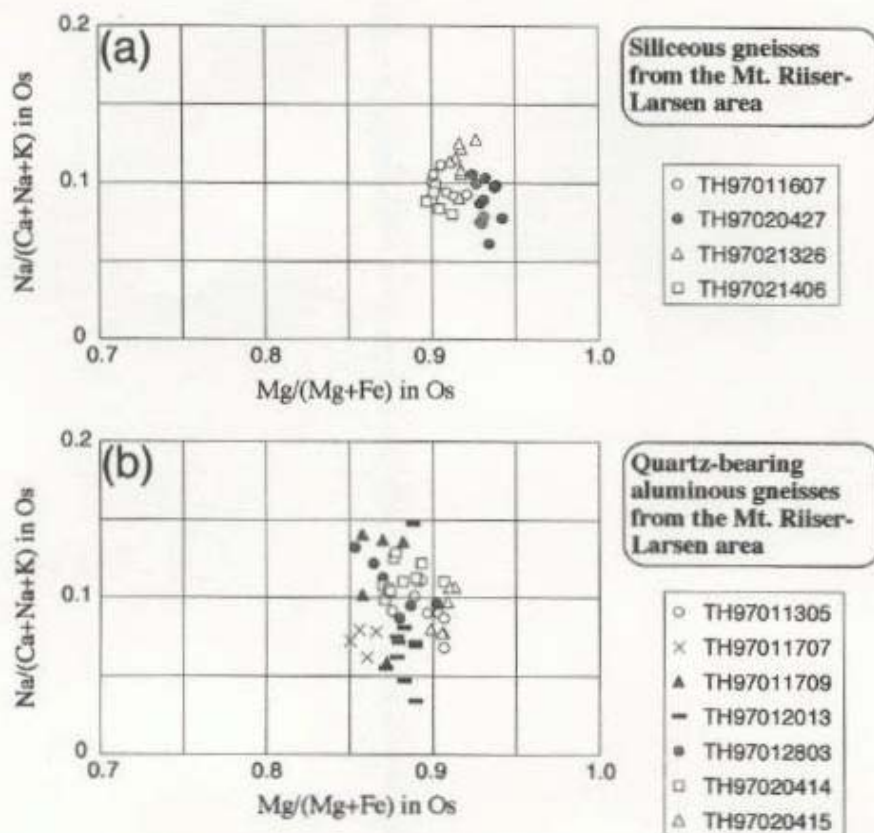 (a)
Na/(Ca+Na+K) in Os
0.2
0.1
0
0.7
0.8
0.9
1.0
Mg/(Mg+Fe) in Os
Siliceous gneisses
from the Mt. Riiser-
Larsen area
TH97011607
TH97020427
TH97021326
TH97021406
(b)
Na/(Ca+Na+K) in Os
0.2
0.1
0
0.7
0.8
0.9
1.0
Mg/(Mg+Fe) in Os
Quartz-bearing
aluminous gneisses
from the Mt. Riiser-
Larsen area
TH97011305
TH97011707
TH97011709
TH97012013
TH97012803
TH97020414
TH97020415